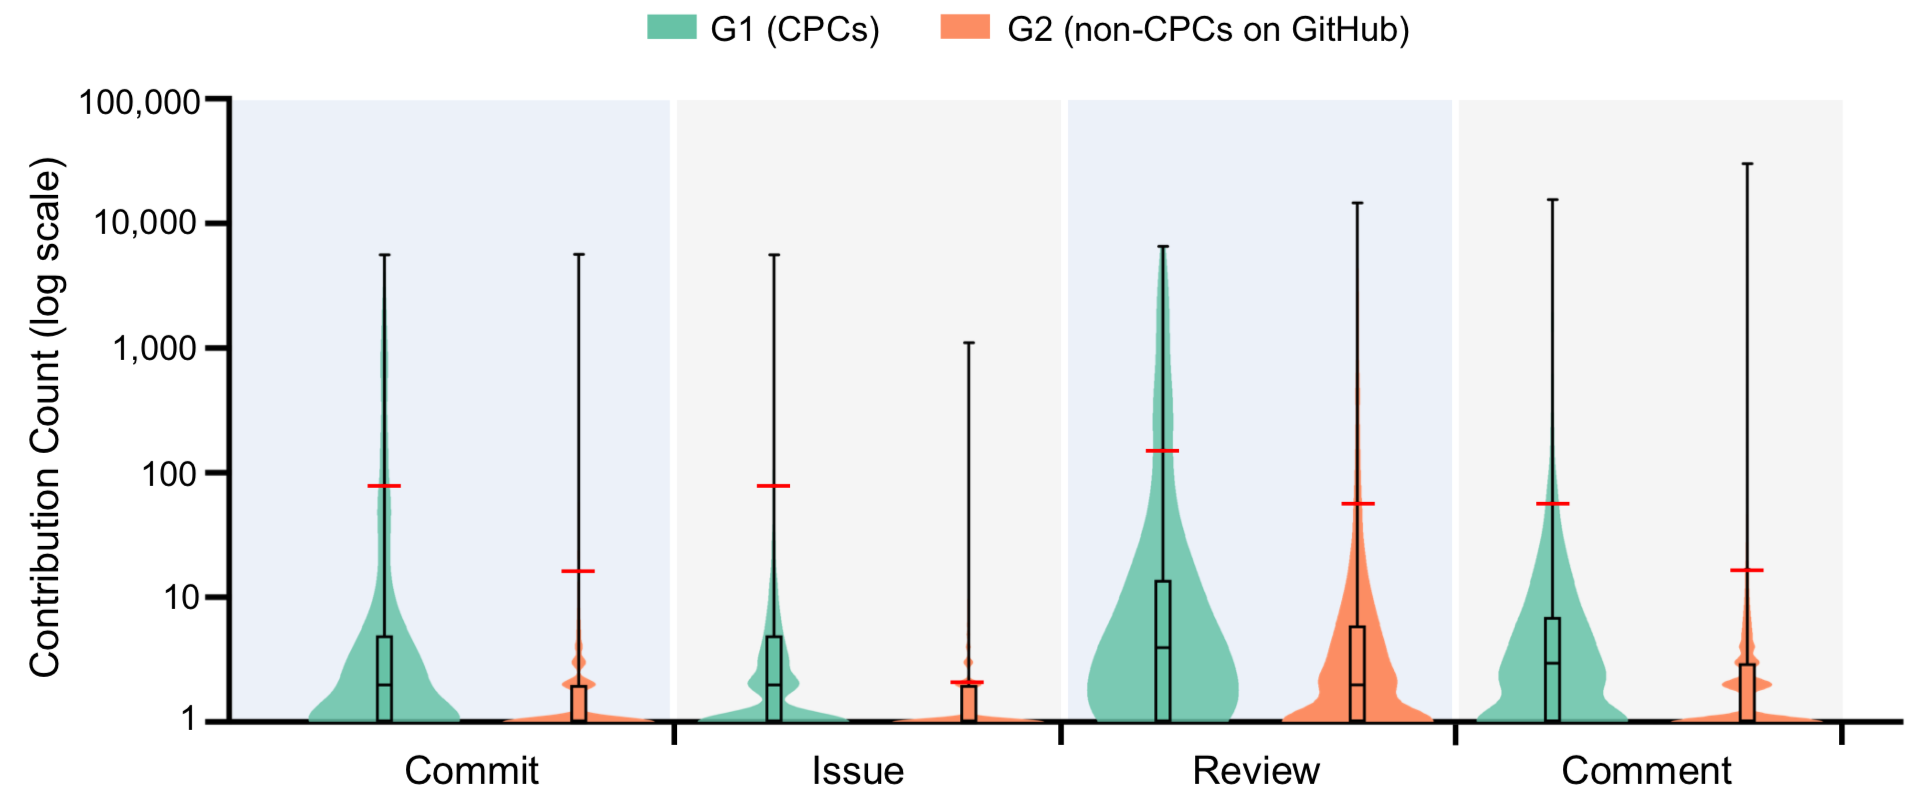 G1 (CPCs) G2 (non-CPCs on GitHub)
Contribution Count (log scale)
100,000
10,000
1,000
100
10
1
Commit Issue Review Comment